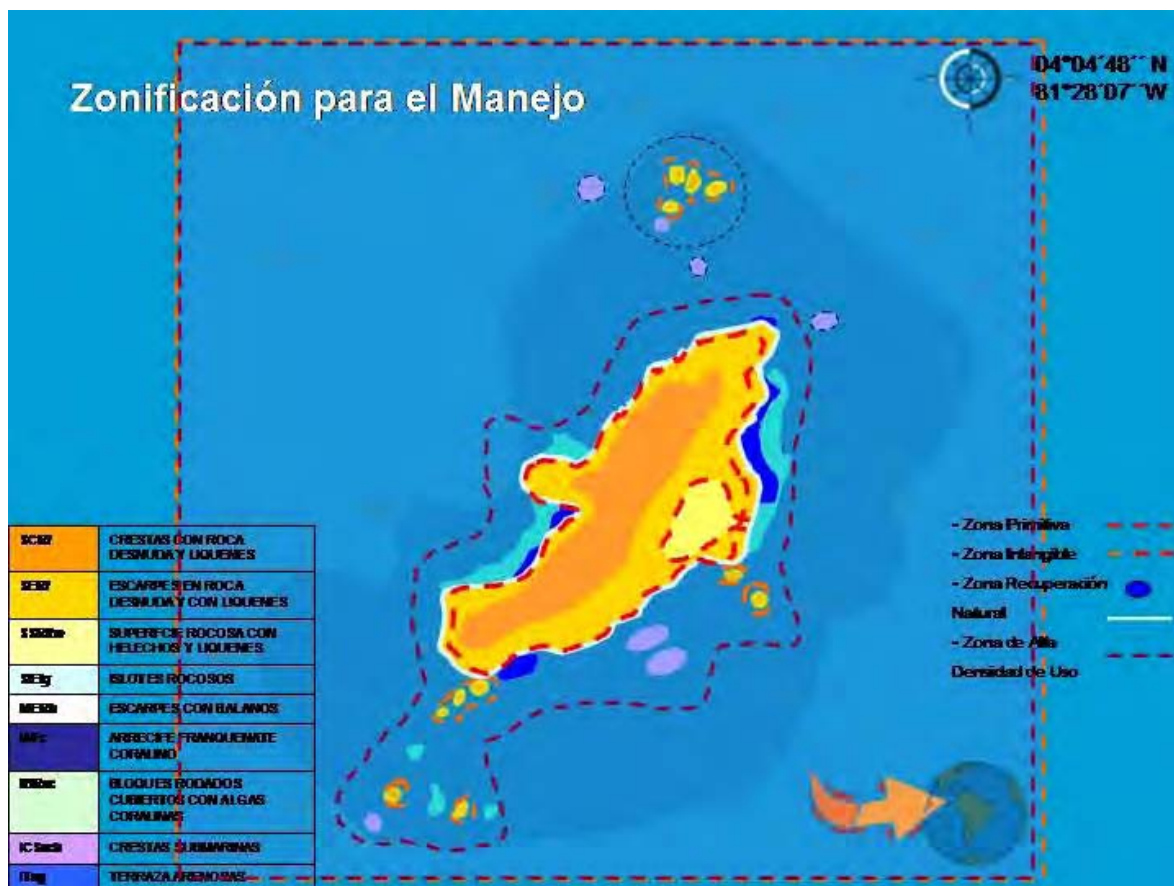 Zonificación para el Manejo
04°04´48´´ N
81°28´07´´ W
CRESTAS CON ROCA
DESNUDA Y LIQUENES
ESCARPES EN ROCA
DESNUDA Y CON LIQUENES
SUPERFICIE ROCOSA CON
HELECHOS Y LIQUENES
ISLOTES ROCOSOS
ESCARPES CON BALANOS
ARRECIFE FRANQUENATE
CORALINO
BLOQUES RODADOS
CUBIERTOS CON ALGAS
CORALINAS
CRESTAS SUBMARINAS
TERRAZA ARENOSAS
- Zona Primitiva
- Zona Intangible
- Zona Recuperación
Natural
- Zona de Alta
Densidad de Uso